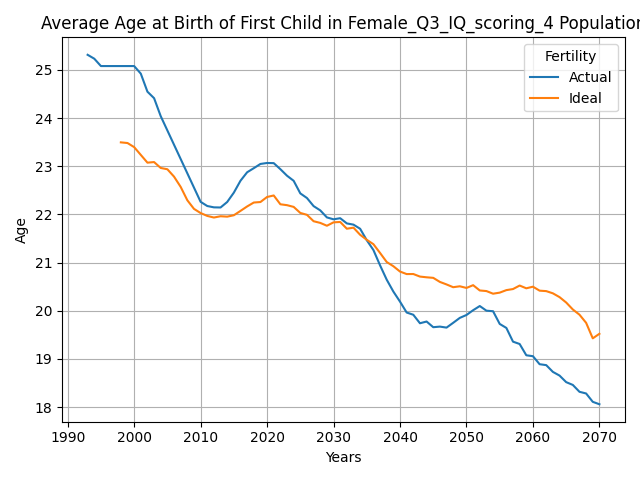 Average Age at Birth of First Child in Female_Q3_IQ_scoring_4 Population
Fertility
Actual
Ideal
25
24
23
22
21
20
19
18
Age
1990
2000
2010
2020
2030
2040
2050
2060
2070
Years